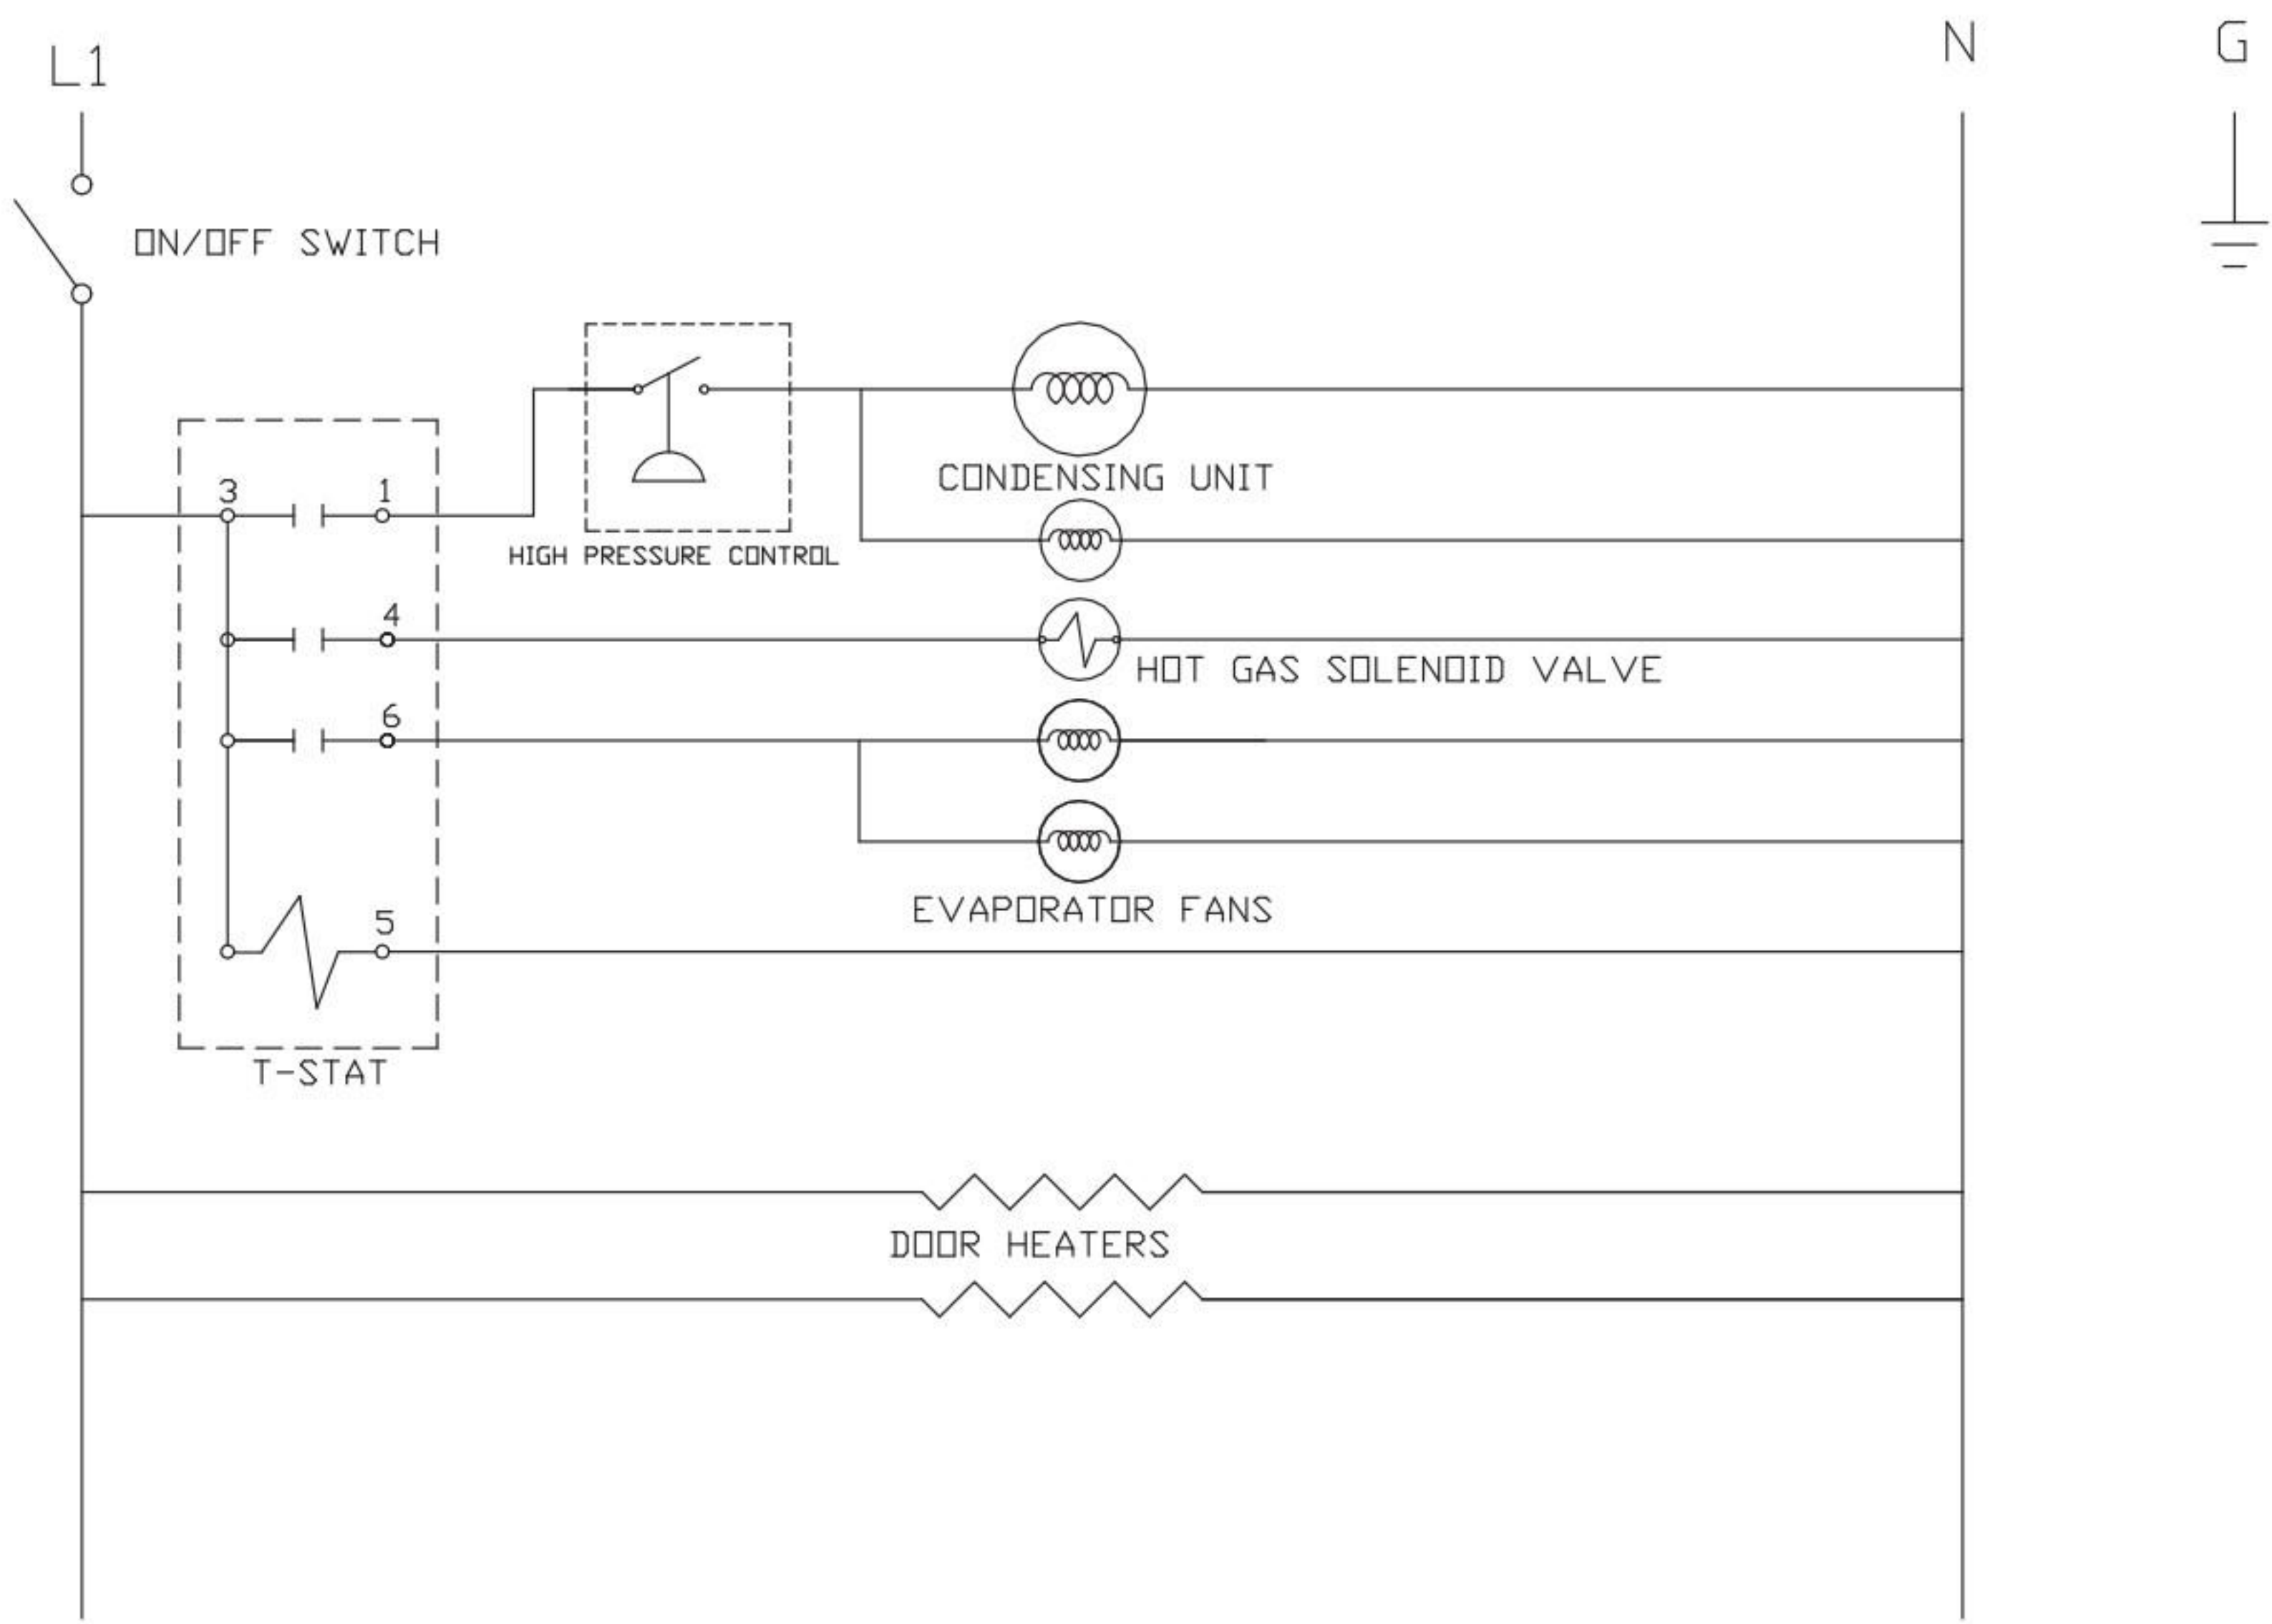 L1
N
G
ON/OFF SWITCH
CONDENSING UNIT
3
1
HIGH PRESSURE CONTROL
4
HOT GAS SOLENOID VALVE
6
EVAPORATOR FANS
5
T-STAT
DOOR HEATERS